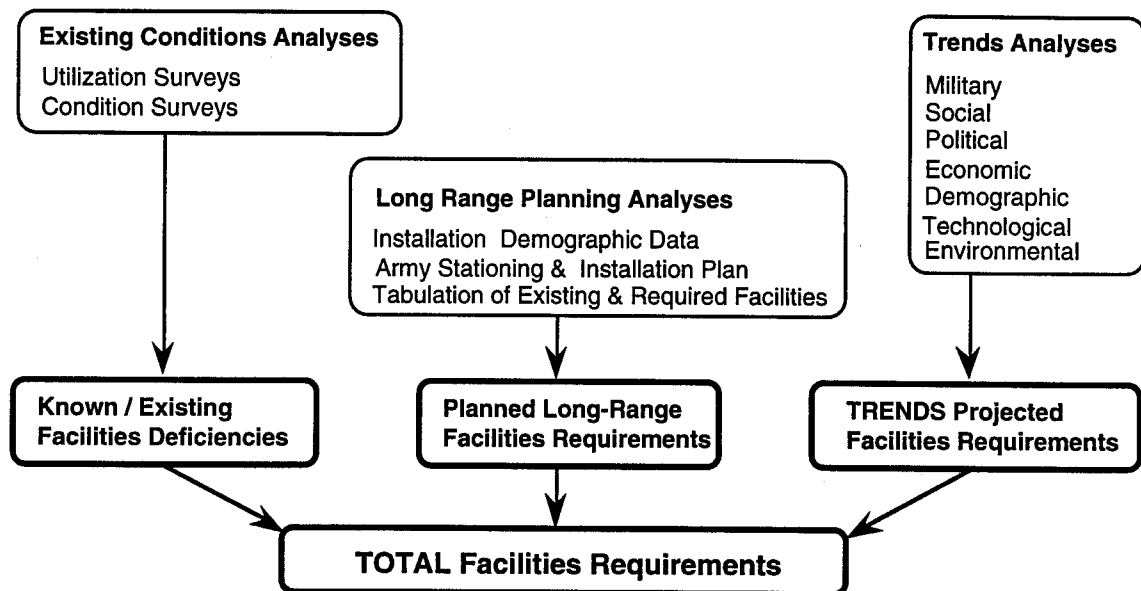 Existing Conditions Analyses
Utilization Surveys
Condition Surveys
Trends Analyses
Military
Social
Political
Economic
Demographic
Technological
Environmental
Long Range Planning Analyses
Installation Demographic Data
Army Stationing & Installation Plan
Tabulation of Existing & Required Facilities
Known / Existing
Facilities Deficiencies
Planned Long-Range
Facilities Requirements
TRENDS Projected
Facilities Requirements
TOTAL Facilities Requirements